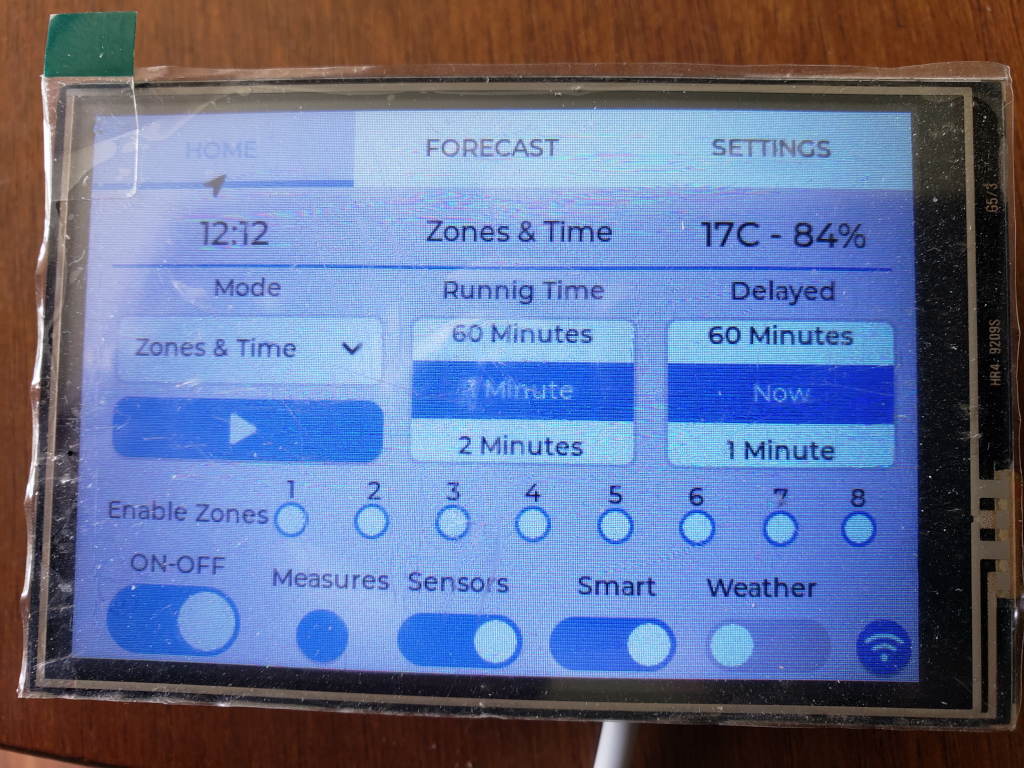 HOME FORECAST SETTINGS
12:12 Zones & Time 17C - 84%
Mode Runnig Time Delayed
Zones & Time
60 Minutes
1 Minute
2 Minutes
60 Minutes
Now
1 Minute
1 2 3 4 5 6 7 8
Enable Zones
ON-OFF Measures Sensors Smart Weather
G5/3
HR4 9209S